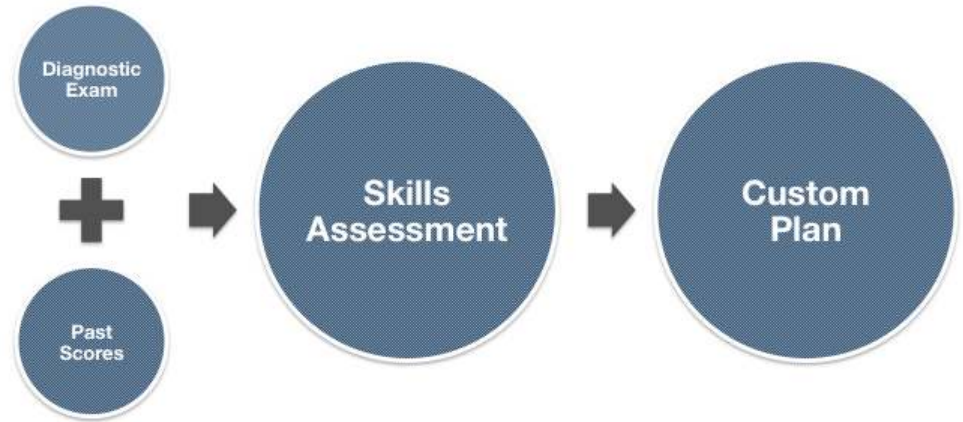 Diagnostic
Exam
Past
Scores
Skills
Assessment
Custom
Plan